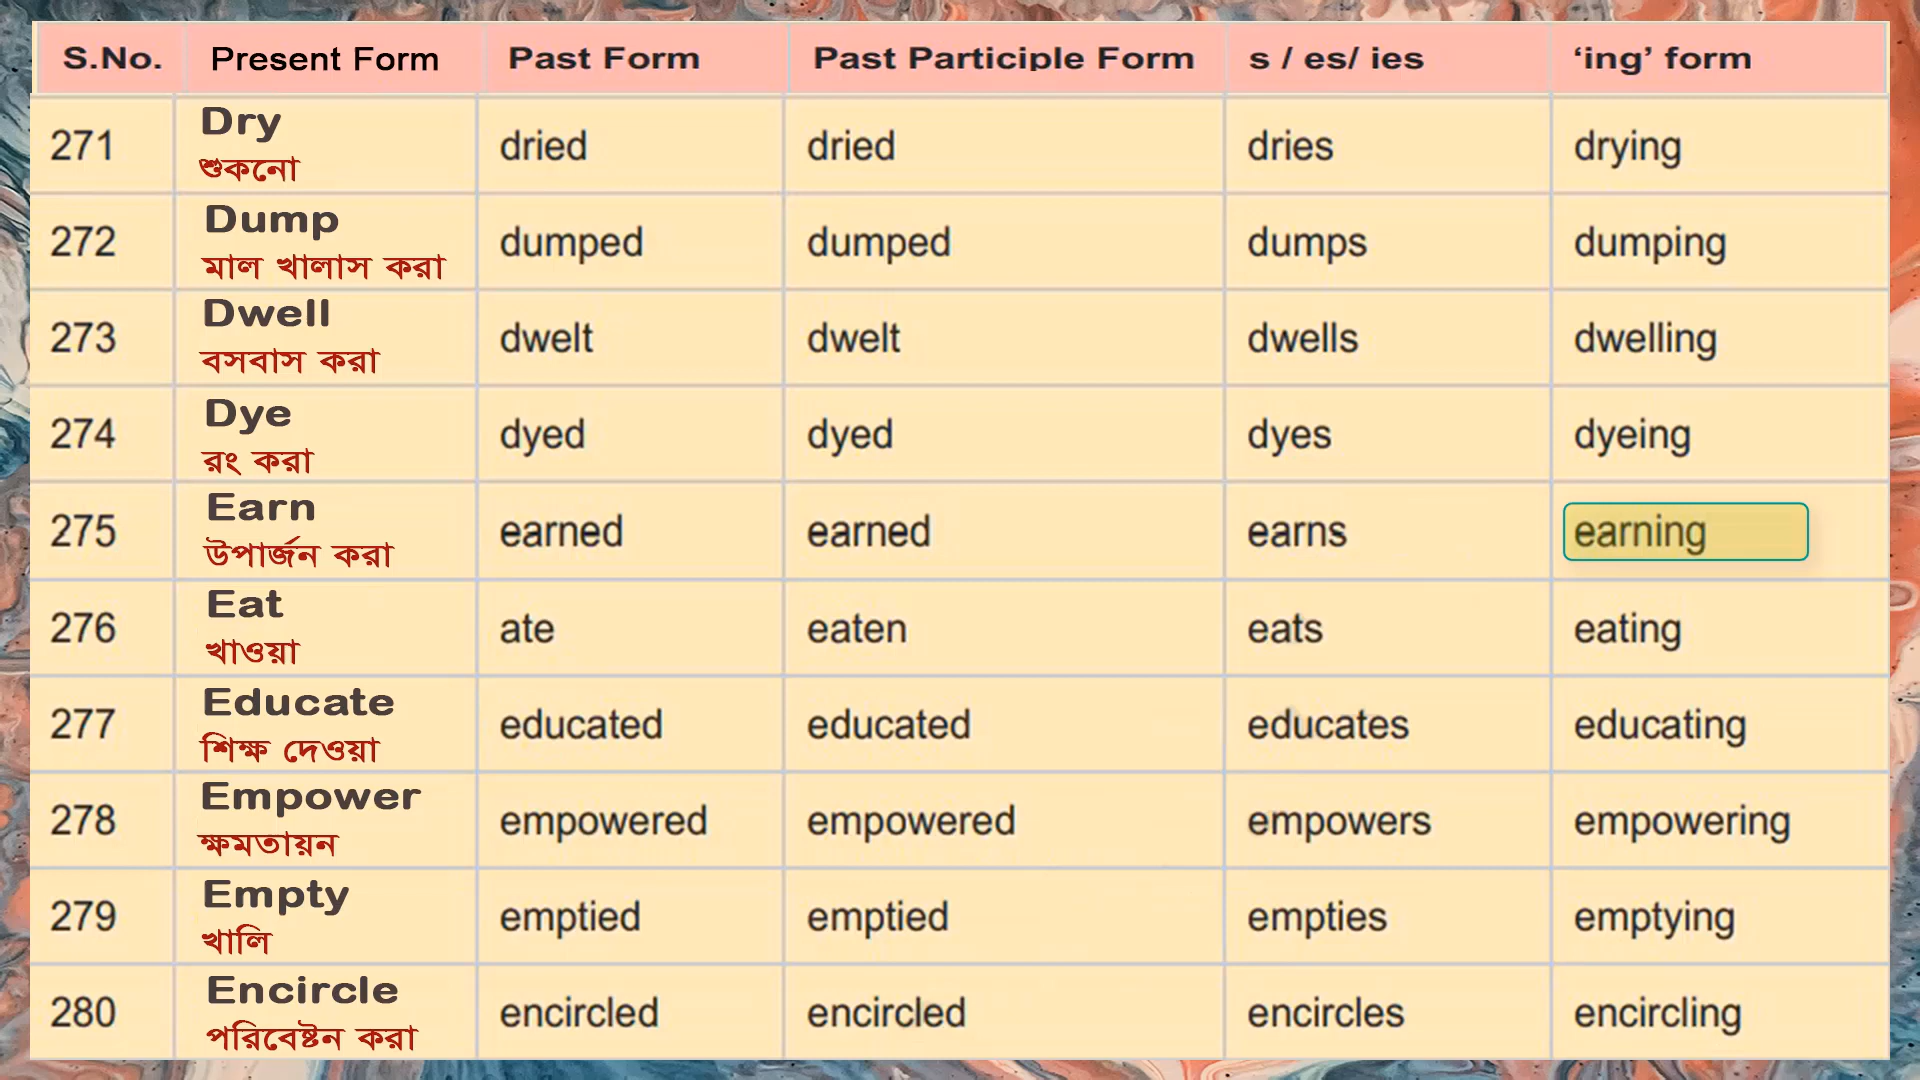 S.No. Present Form Past Form Past Participle Form s / es/ ies ‘ing’ form
271 Dry dried dried dries drying
শুকনো
272 Dump dumped dumped dumps dumping
মাল খালাস করা
273 Dwell dwelt dwelt dwells dwelling
বসবাস করা
274 Dye dyed dyed dyes dyeing
রং করা
275 Earn earned earned earns earning
উপার্জন করা
276 Eat ate eaten eats eating
খাওয়া
277 Educate educated educated educates educating
শিক্ষ দেওয়া
278 Empower empowered empowered empowers empowering
ক্ষমতায়ন
279 Empty emptied emptied empties emptying
খালি
280 Encircle encircled encircled encircles encircling
পরিবেষ্টন করা